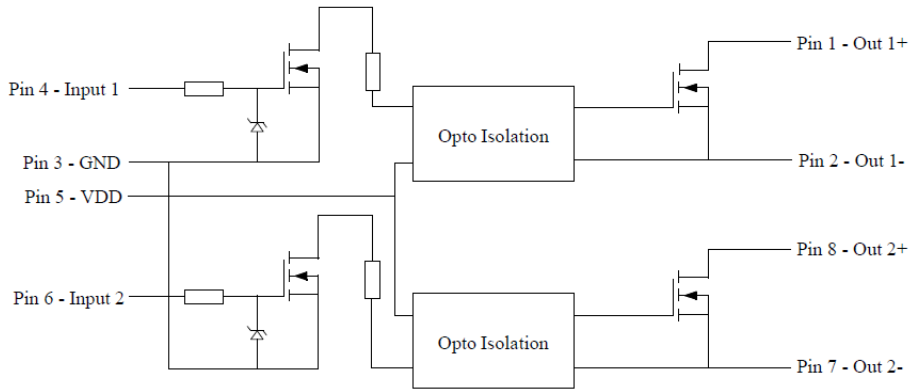 Pin 1 - Out 1+
Pin 4 - Input 1
Opto Isolation
Pin 3 - GND
Pin 2 - Out 1-
Pin 5 - VDD
Pin 8 - Out 2+
Pin 6 - Input 2
Opto Isolation
Pin 7 - Out 2-